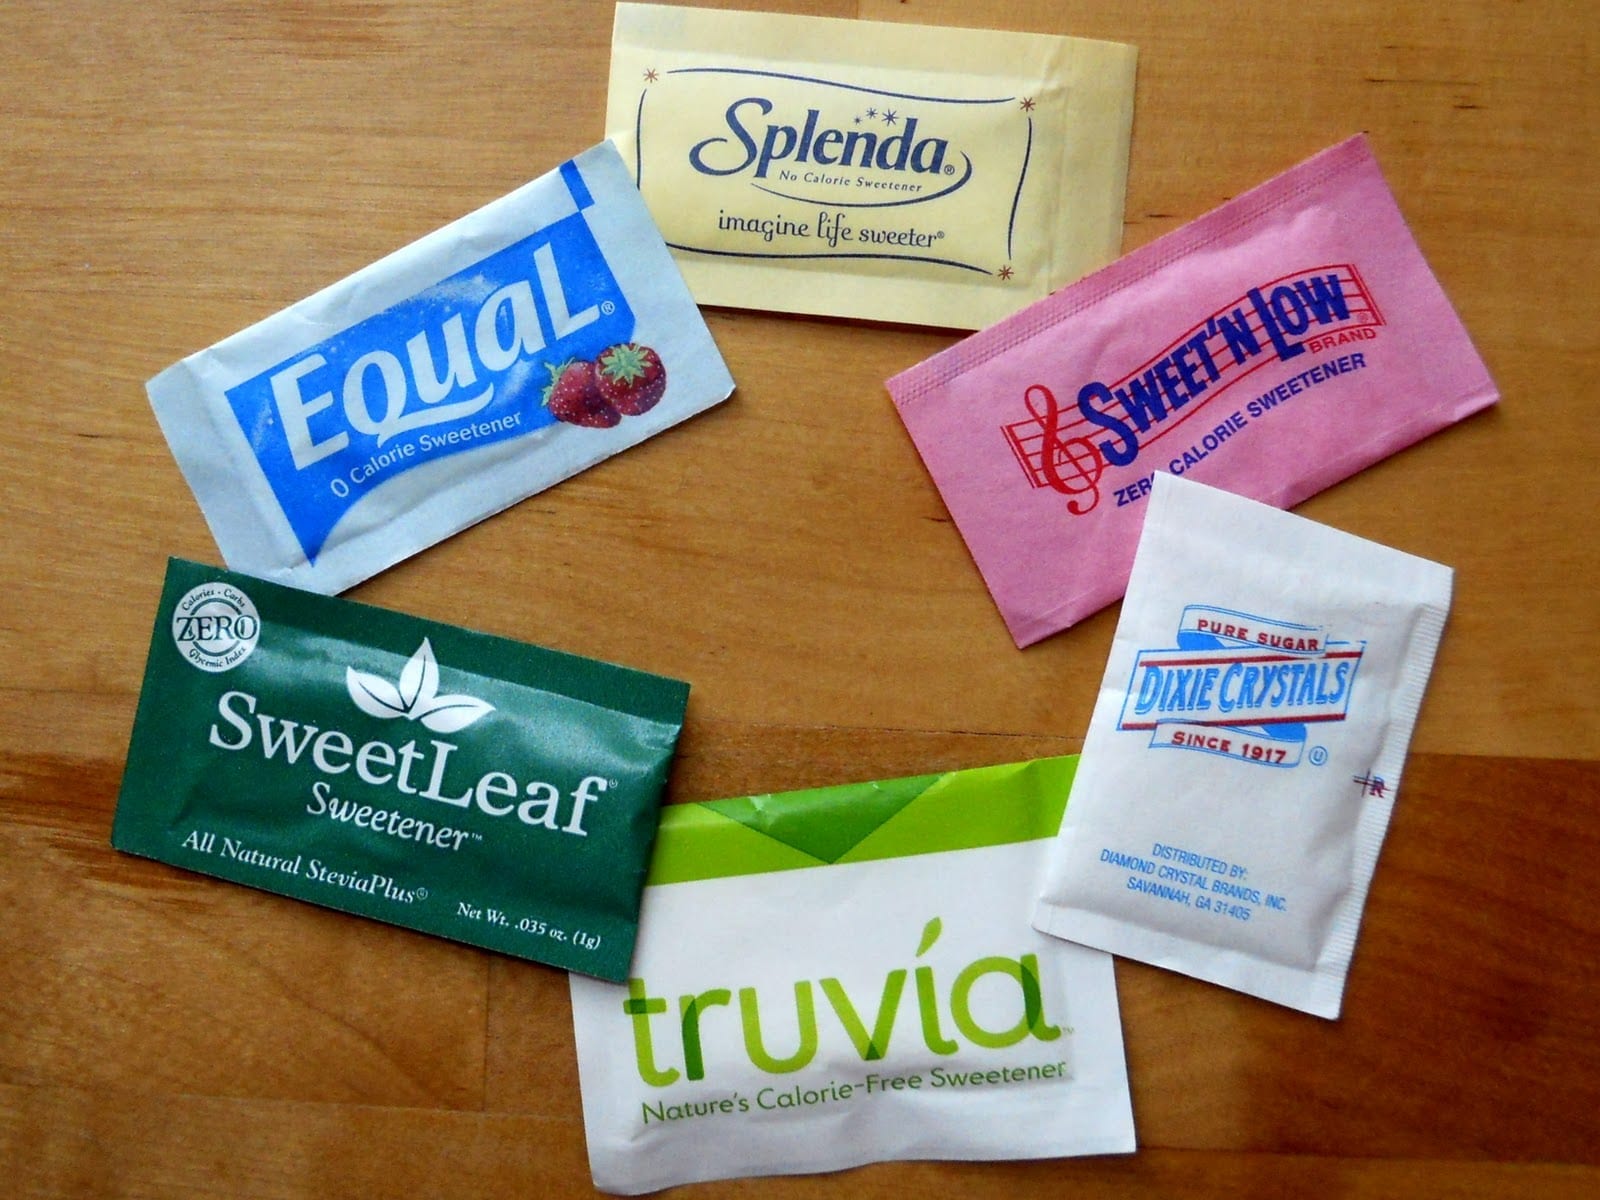 Splenda®
No Calorie Sweetener
imagine life sweeter®
EQUAL®
0 Calorie Sweetener
SWEET'N LOW®
BRAND
ZERO CALORIE SWEETENER
PURE SUGAR
DIXIE CRYSTALS
SINCE 1917
U
R
DISTRIBUTED BY:
DIAMOND CRYSTAL BRANDS, INC.
SAVANNAH, GA 31405
Calories - Carbs
ZERO
Glycemic Index
SweetLeaf®
Sweetener™
All Natural SteviaPlus®
Net Wt. .035 oz. (1g)
truvía™
Nature's Calorie-Free Sweetener